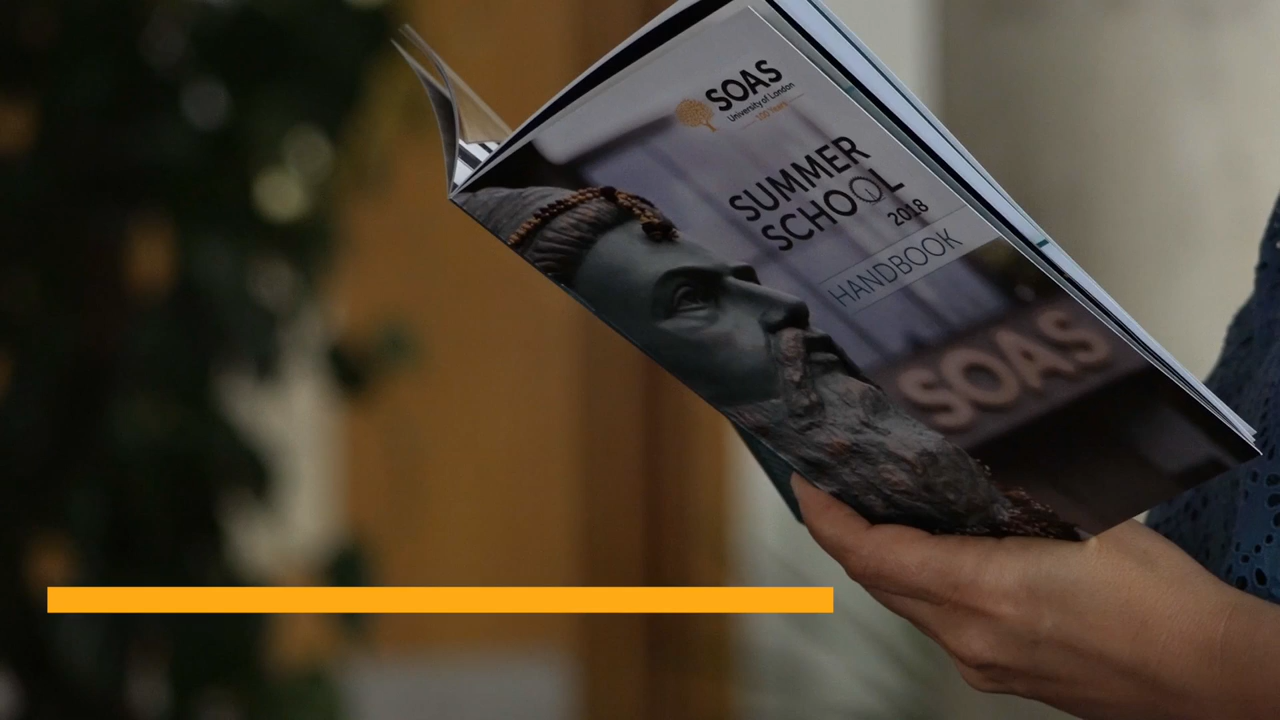 SOAS
University of London
100 Years
SUMMER
SCHOOL
2018
HANDBOOK
SOAS